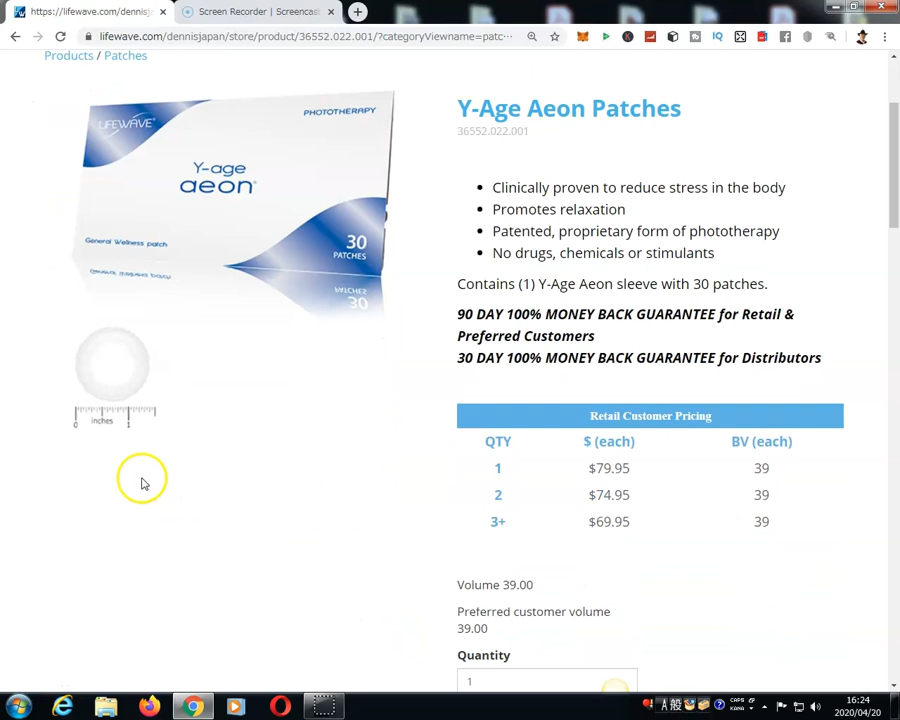 https://lifewave.com/dennisj
Screen Recorder | Screencast
lifewave.com/dennisjapan/store/product/36552.022.001/?categoryViewname=patc...
IQ
Products / Patches
LIFEWAVE
PHOTOTHERAPY
Y-age
aeon
General Wellness patch
30
PATCHES
0 inches 1
Y-Age Aeon Patches
36552.022.001
Clinically proven to reduce stress in the body
Promotes relaxation
Patented, proprietary form of phototherapy
No drugs, chemicals or stimulants
Contains (1) Y-Age Aeon sleeve with 30 patches.
90 DAY 100% MONEY BACK GUARANTEE for Retail &
Preferred Customers
30 DAY 100% MONEY BACK GUARANTEE for Distributors
Retail Customer Pricing
QTY $ (each) BV (each)
1 $79.95 39
2 $74.95 39
3+ $69.95 39
Volume 39.00
Preferred customer volume
39.00
Quantity
1
A 般
CAPS
KANA
16:24
2020/04/20